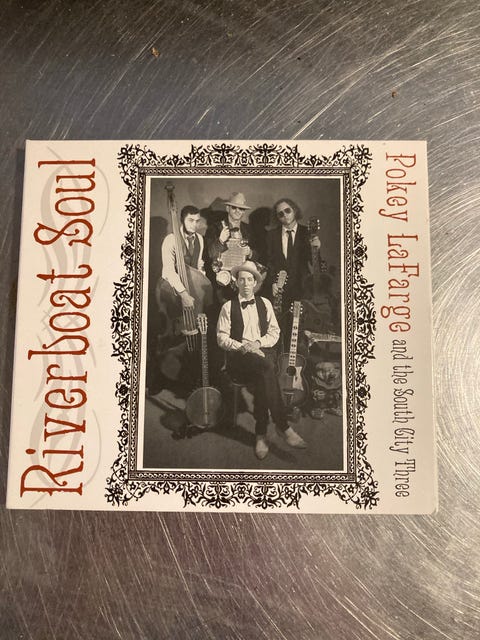 Riverboat Soul
Pokey LaFarge and the South City Three